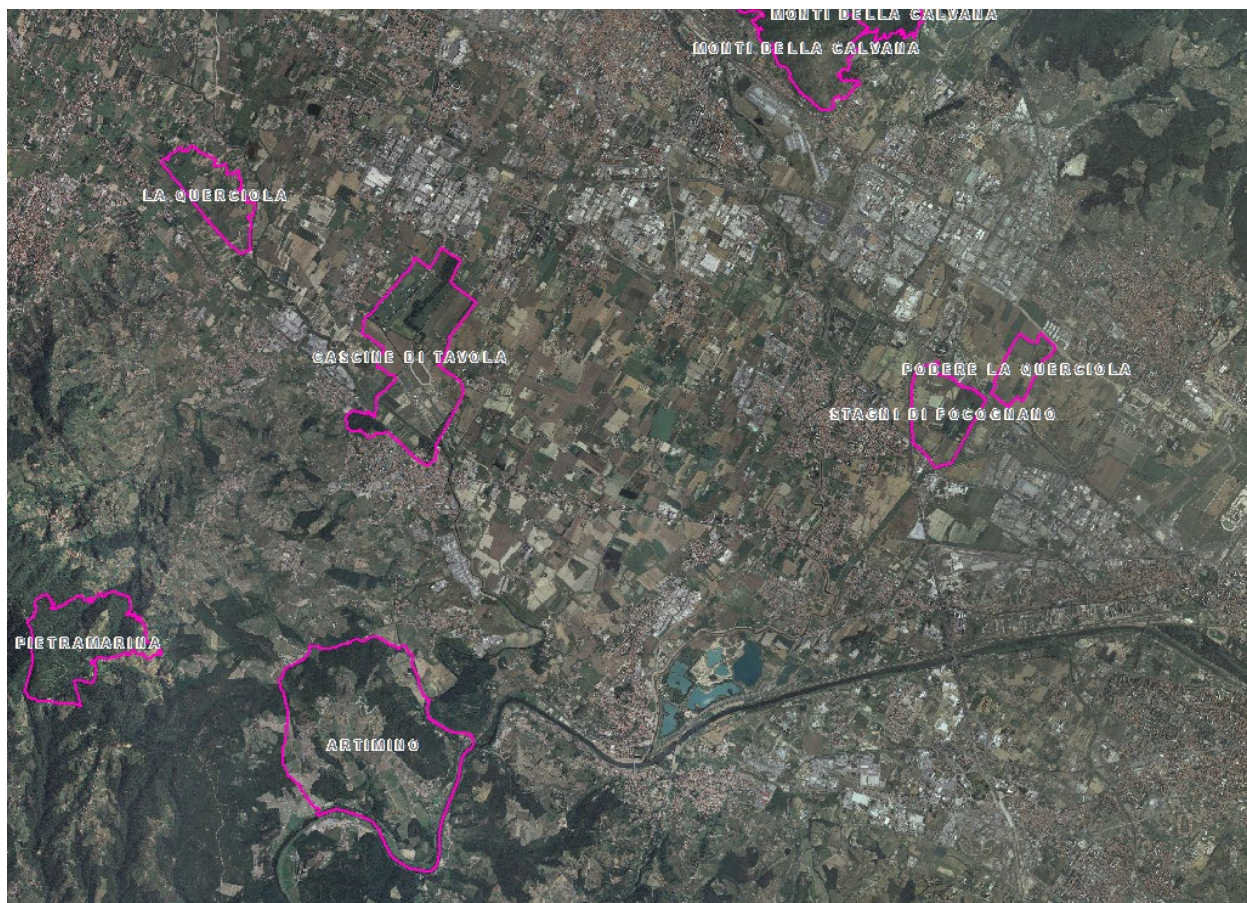 MONTI DELLA CALVANA
MONTI DELLA CALVANA
LA QUERCIOLA
CASCINE DI TAVOLA
PODERE LA QUERCIOLA
STAGNI DI FOCOGNANO
PIETRAMARINA
ARTIMINO